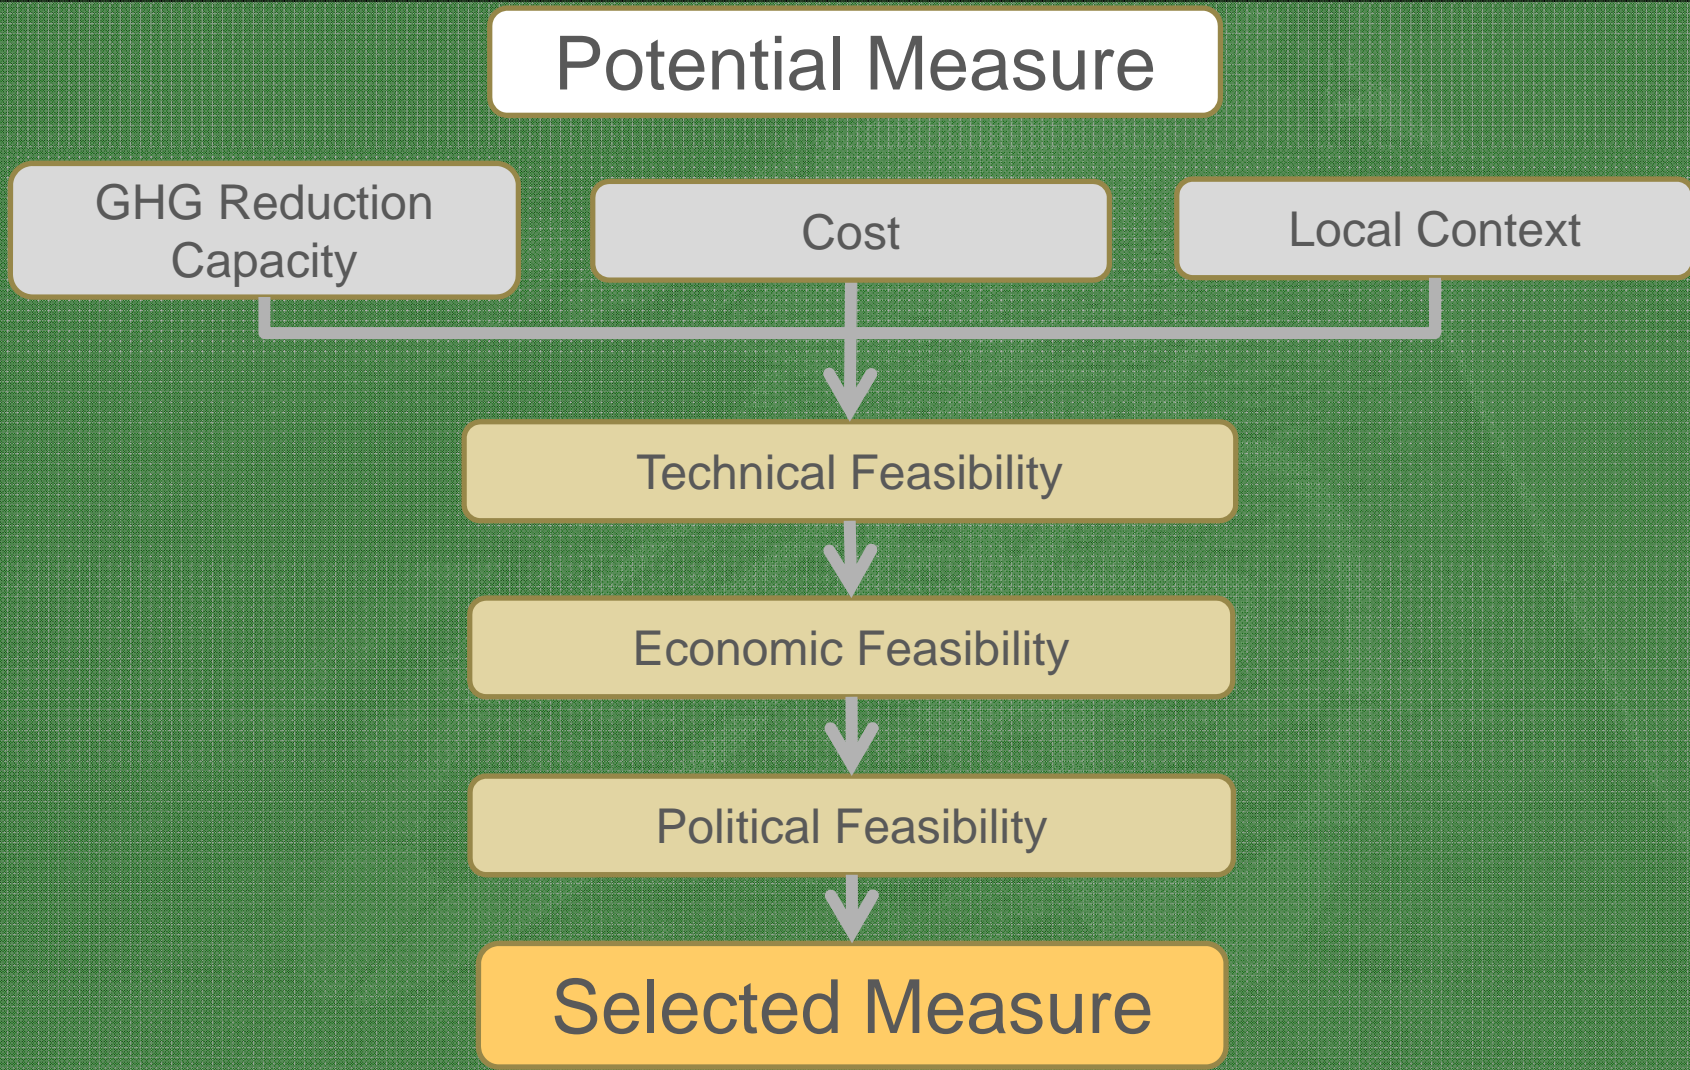 Potential Measure
GHG Reduction
Capacity
Cost
Local Context
Technical Feasibility
Economic Feasibility
Political Feasibility
Selected Measure